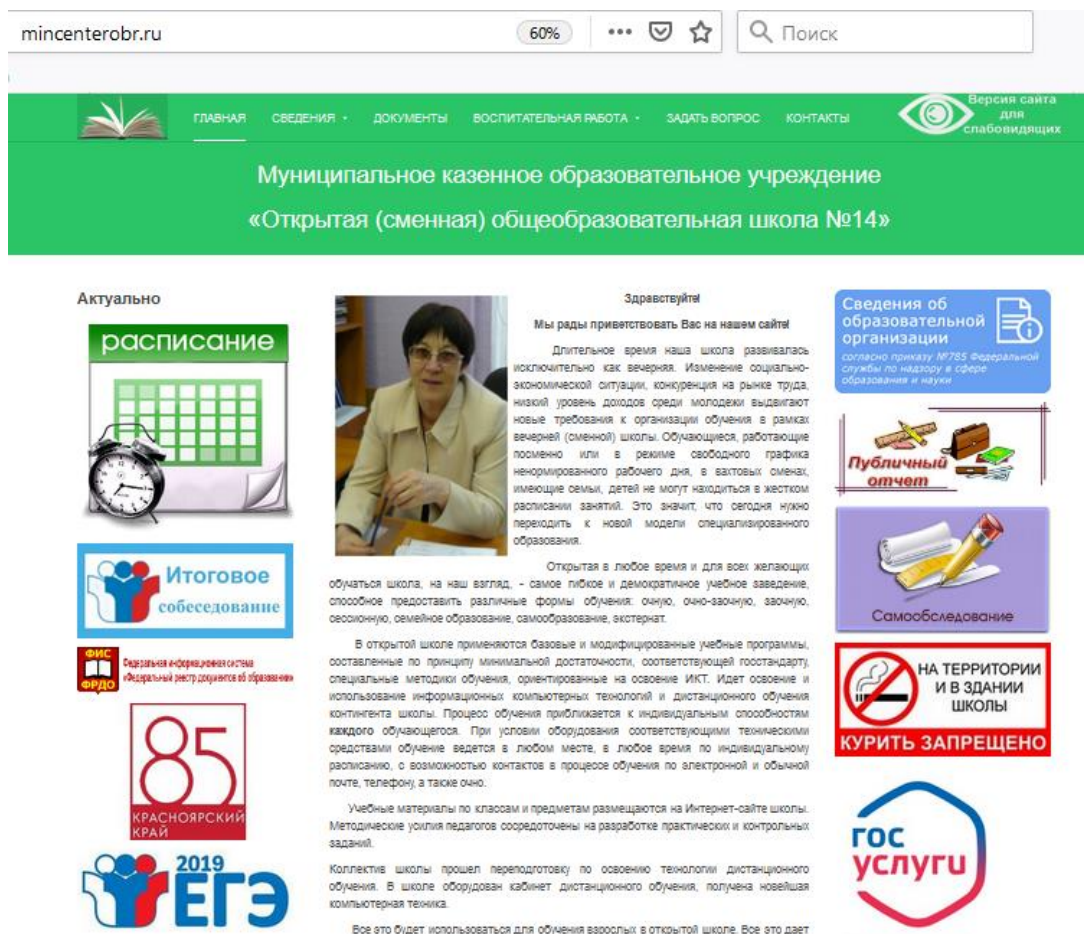 mincenterobr.ru
60%
Поиск
ГЛАВНАЯ СВЕДЕНИЯ ДОКУМЕНТЫ ВОСПИТАТЕЛЬНАЯ РАБОТА ЗАДАТЬ ВОПРОС КОНТАКТЫ
Версия сайта
для
слабовидящих
Муниципальное казенное образовательное учреждение
«Открытая (сменная) общеобразовательная школа №14»
Актуально
расписание
Итоговое
собеседование
ФИС
ФРДО
Федеральная информационная система
«Федеральный реестр документов об образовании»
85
КРАСНОЯРСКИЙ
КРАЙ
2019
ЕГЭ
Здравствуйте!
Мы рады приветствовать Вас на нашем сайте!
Длительное время наша школа развивалась
исключительно как вечерняя. Изменение социально-
экономической ситуации, конкуренция на рынке труда,
низкий уровень доходов среди молодежи выдвигают
новые требования к организации обучения в рамках
вечерней (сменной) школы. Обучающиеся, работающие
посменно или в режиме свободного графика
ненормированного рабочего дня, в вахтовых сменах,
имеющие семьи, детей не могут находиться в жестком
расписании занятий. Это значит, что сегодня нужно
переходить к новой модели специализированного
образования.
Открытая в любое время и для всех желающих
обучаться школа, на наш взгляд, - самое гибкое и демократичное учебное заведение,
способное предоставить различные формы обучения: очную, очно-заочную, заочную,
сессионную, семейное образование, самообразование, экстернат.
В открытой школе применяются базовые и модифицированные учебные программы,
составленные по принципу минимальной достаточности, соответствующей госстандарту,
специальные методики обучения, ориентированные на освоение ИКТ. Идет освоение и
использование информационных компьютерных технологий и дистанционного обучения
контингента школы. Процесс обучения приближается к индивидуальным способностям
каждого обучающегося. При условии оборудования соответствующими техническими
средствами обучение ведется в любом месте, в любое время по индивидуальному
расписанию, с возможностью контактов в процессе обучения по электронной и обычной
почте, телефону, а также очно.
Учебные материалы по классам и предметам размещаются на Интернет-сайте школы.
Методические усилия педагогов сосредоточены на разработке практических и контрольных
заданий.
Коллектив школы прошел переподготовку по освоению технологии дистанционного
обучения. В школе оборудован кабинет дистанционного обучения, получена новейшая
компьютерная техника.
Все это будет использоваться для обучения взрослых в открытой школе. Все это дает
Сведения об
образовательной
организации
согласно приказу №785 Федеральной
службы по надзору в сфере
образования и науки
Публичный
отчет
Самообследование
НА ТЕРРИТОРИИ
И В ЗДАНИИ
ШКОЛЫ
КУРИТЬ ЗАПРЕЩЕНО
гос
услуги